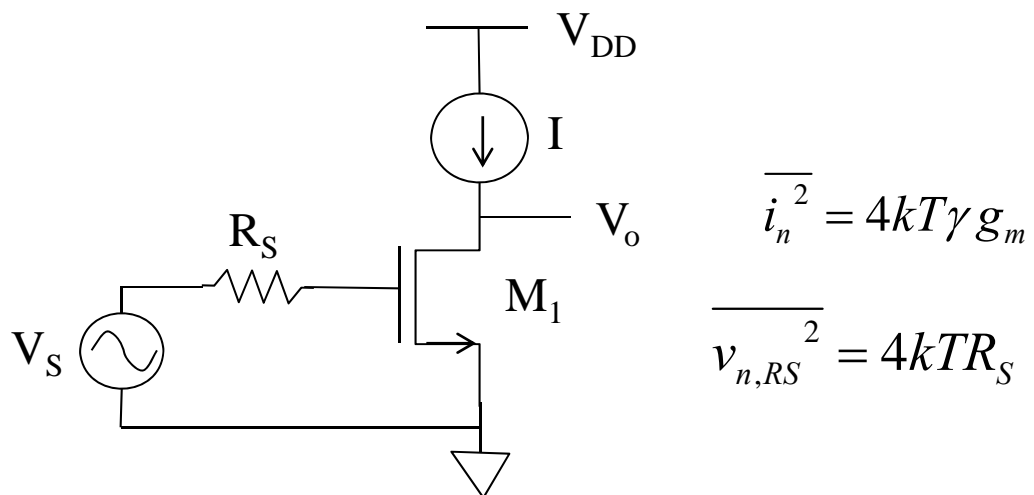 V_DD
I
V_o
R_S
M_1
V_S
\overline{i_n^2} = 4kTγ g_m
\overline{v_{n,RS}^2} = 4kTR_S